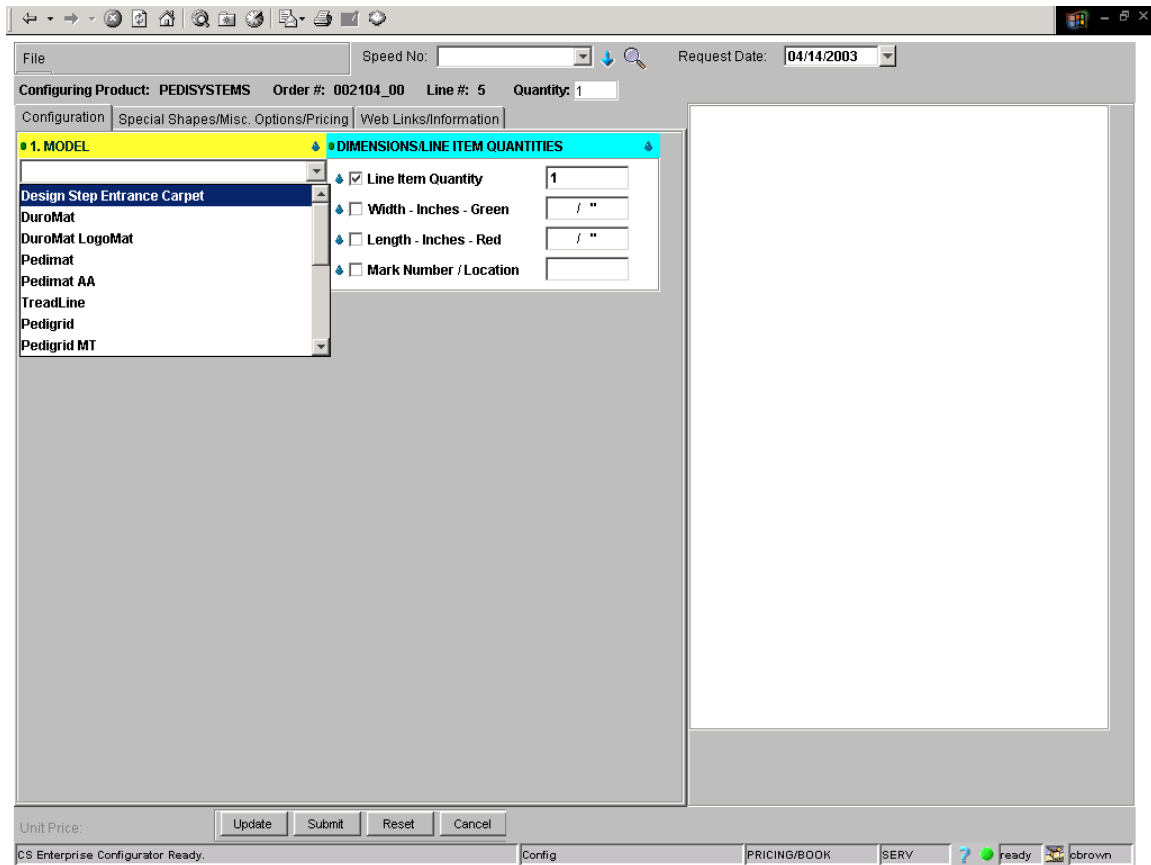 File
Speed No:
Request Date: 04/14/2003
Configuring Product: PEDISYSTEMS Order #: 002104_00 Line #: 5 Quantity: 1
Configuration Special Shapes/Misc. Options/Pricing Web Links/Information
1. MODEL
DIMENSIONS/LINE ITEM QUANTITIES
Design Step Entrance Carpet
DuroMat
DuroMat LogoMat
Pedimat
Pedimat AA
TreadLine
Pedigrid
Pedigrid MT
Line Item Quantity 1
Width - Inches - Green / "
Length - Inches - Red / "
Mark Number / Location
Unit Price:
Update Submit Reset Cancel
CS Enterprise Configurator Ready. Config PRICING/BOOK SERV ? ready obrown